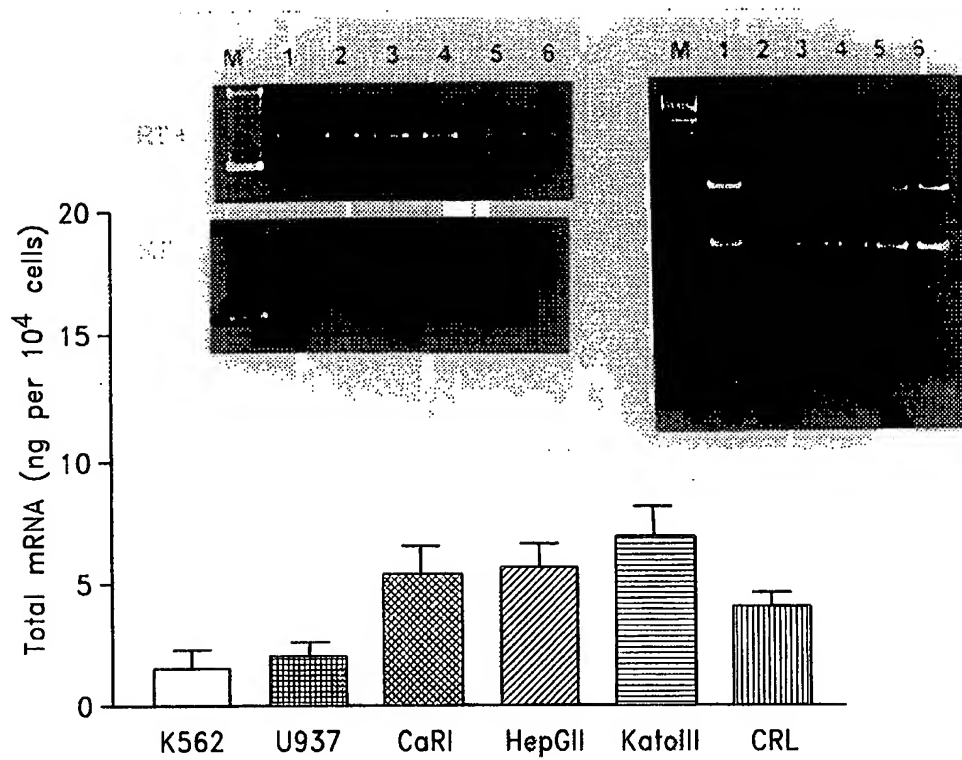 M 1 2 3 4 5 6
M 1 2 3 4 5 6
RT+
20
15
10
5
0
Total mRNA (ng per 10⁴ cells)
K562 U937 CaRI HepGII KatoIII CRL